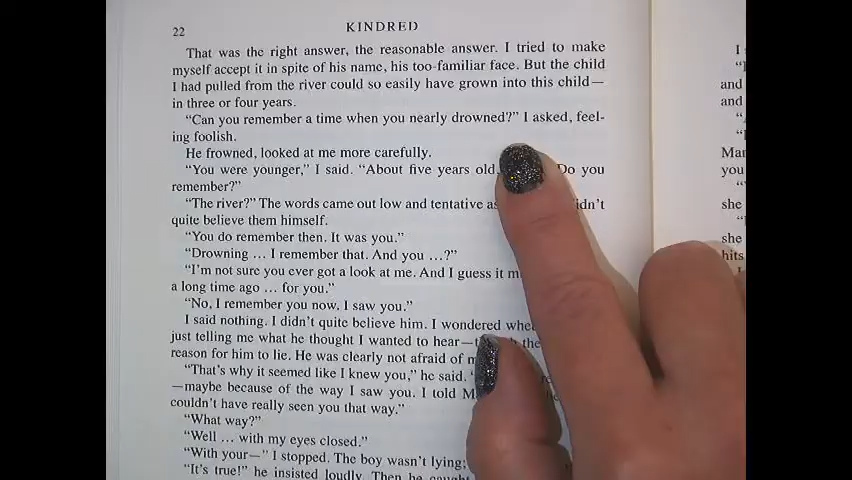 22
KINDRED
That was the right answer, the reasonable answer. I tried to make
myself accept it in spite of his name, his too-familiar face. But the child
I had pulled from the river could so easily have grown into this child—
in three or four years.
“Can you remember a time when you nearly drowned?” I asked, feel-
ing foolish.
He frowned, looked at me more carefully.
“You were younger,” I said. “About five years old, Do you
remember?”
“The river?” The words came out low and tentative as
quite believe them himself.
“You do remember then. It was you.”
“Drowning ... I remember that. And you ...?”
“I'm not sure you ever got a look at me. And I guess it
a long time ago ... for you.”
“No, I remember you now. I saw you.”
I said nothing. I didn't quite believe him. I wondered
just telling me what he thought I wanted to hear—
reason for him to lie. He was clearly not afraid of
“That's why it seemed like I knew you,” he said.
—maybe because of the way I saw you. I told
couldn't have really seen you that way.”
“What way?”
“Well ... with my eyes closed.”
“With your—” I stopped. The boy wasn't lying;
“It's true!” he insisted loudly. Then he caught
I
and
and
you
she
she
hits